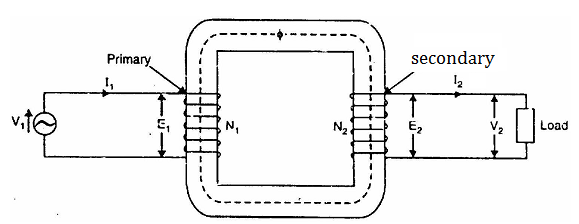 ϕ
Primary
secondary
I₁
I₂
V₁
E₁
N₁
N₂
E₂
V₂
Load